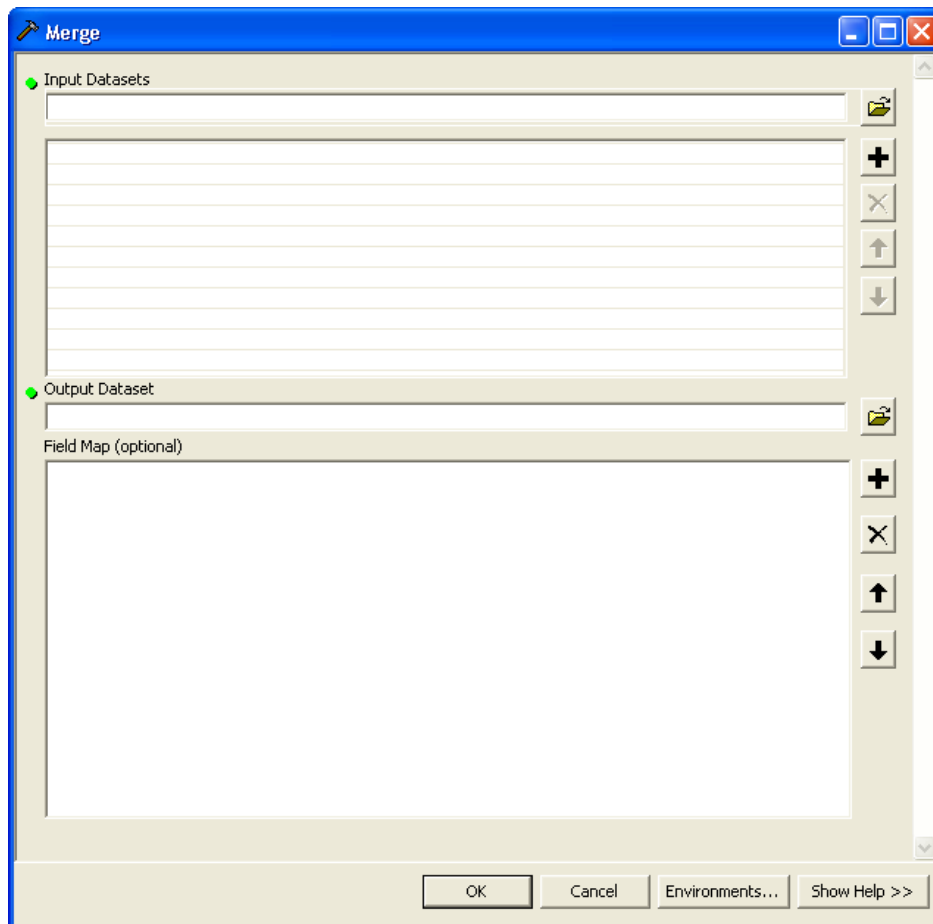 Merge
Input Datasets
Output Dataset
Field Map (optional)
OK Cancel Environments... Show Help >>